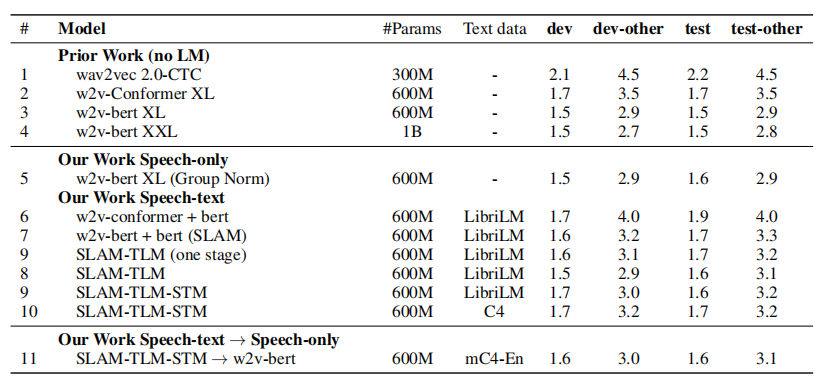 # Model #Params Text data dev dev-other test test-other
Prior Work (no LM)
1 wav2vec 2.0-CTC 300M - 2.1 4.5 2.2 4.5
2 w2v-Conformer XL 600M - 1.7 3.5 1.7 3.5
3 w2v-bert XL 600M - 1.5 2.9 1.5 2.9
4 w2v-bert XXL 1B - 1.5 2.7 1.5 2.8
Our Work Speech-only
5 w2v-bert XL (Group Norm) 600M - 1.5 2.9 1.6 2.9
Our Work Speech-text
6 w2v-conformer + bert 600M LibriLM 1.7 4.0 1.9 4.0
7 w2v-bert + bert (SLAM) 600M LibriLM 1.6 3.2 1.7 3.3
9 SLAM-TLM (one stage) 600M LibriLM 1.6 3.1 1.7 3.2
8 SLAM-TLM 600M LibriLM 1.5 2.9 1.6 3.1
9 SLAM-TLM-STM 600M LibriLM 1.7 3.0 1.6 3.2
10 SLAM-TLM-STM 600M C4 1.7 3.2 1.7 3.2
Our Work Speech-text → Speech-only
11 SLAM-TLM-STM → w2v-bert 600M mC4-En 1.6 3.0 1.6 3.1